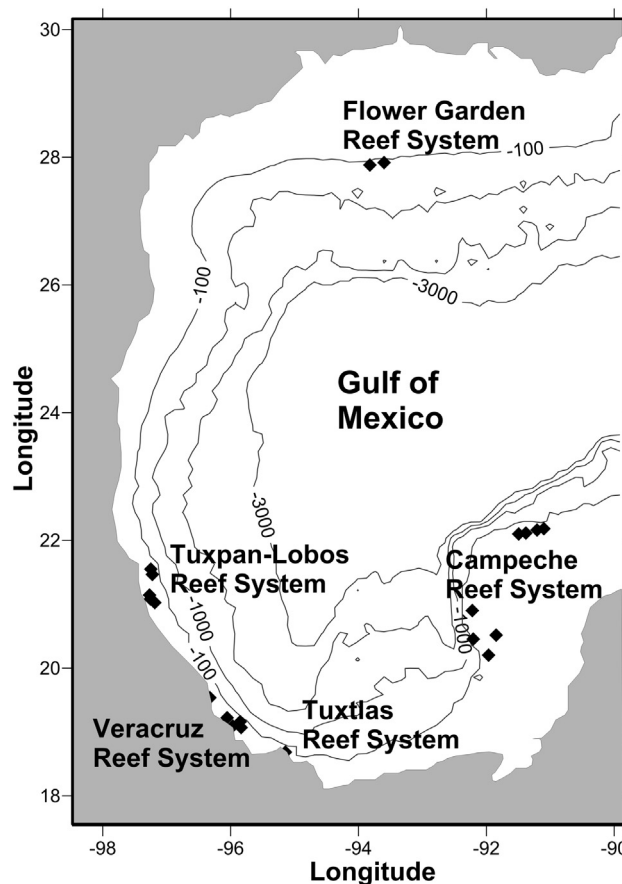 30
Flower Garden
Reef System
-100
28
-100
26
-3000
Longitude
Gulf of
Mexico
24
-3000
22
Tuxpan-Lobos
Reef System
Campeche
Reef System
-1000
-1000
-100
20
Tuxtlas
Reef System
Veracruz
Reef System
18
-98
-96
-94
-92
-90
Longitude